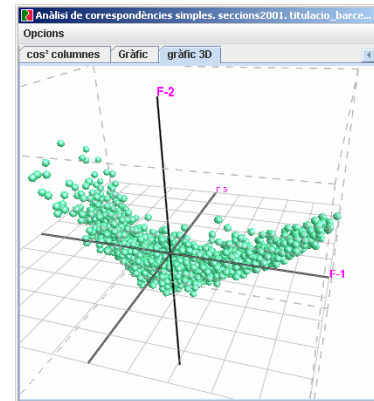 Anàlisi de correspondències simples. seccions2001. titulacio_barce...
Opcions
cos² columnes Gràfic gràfic 3D
F-2
F-1